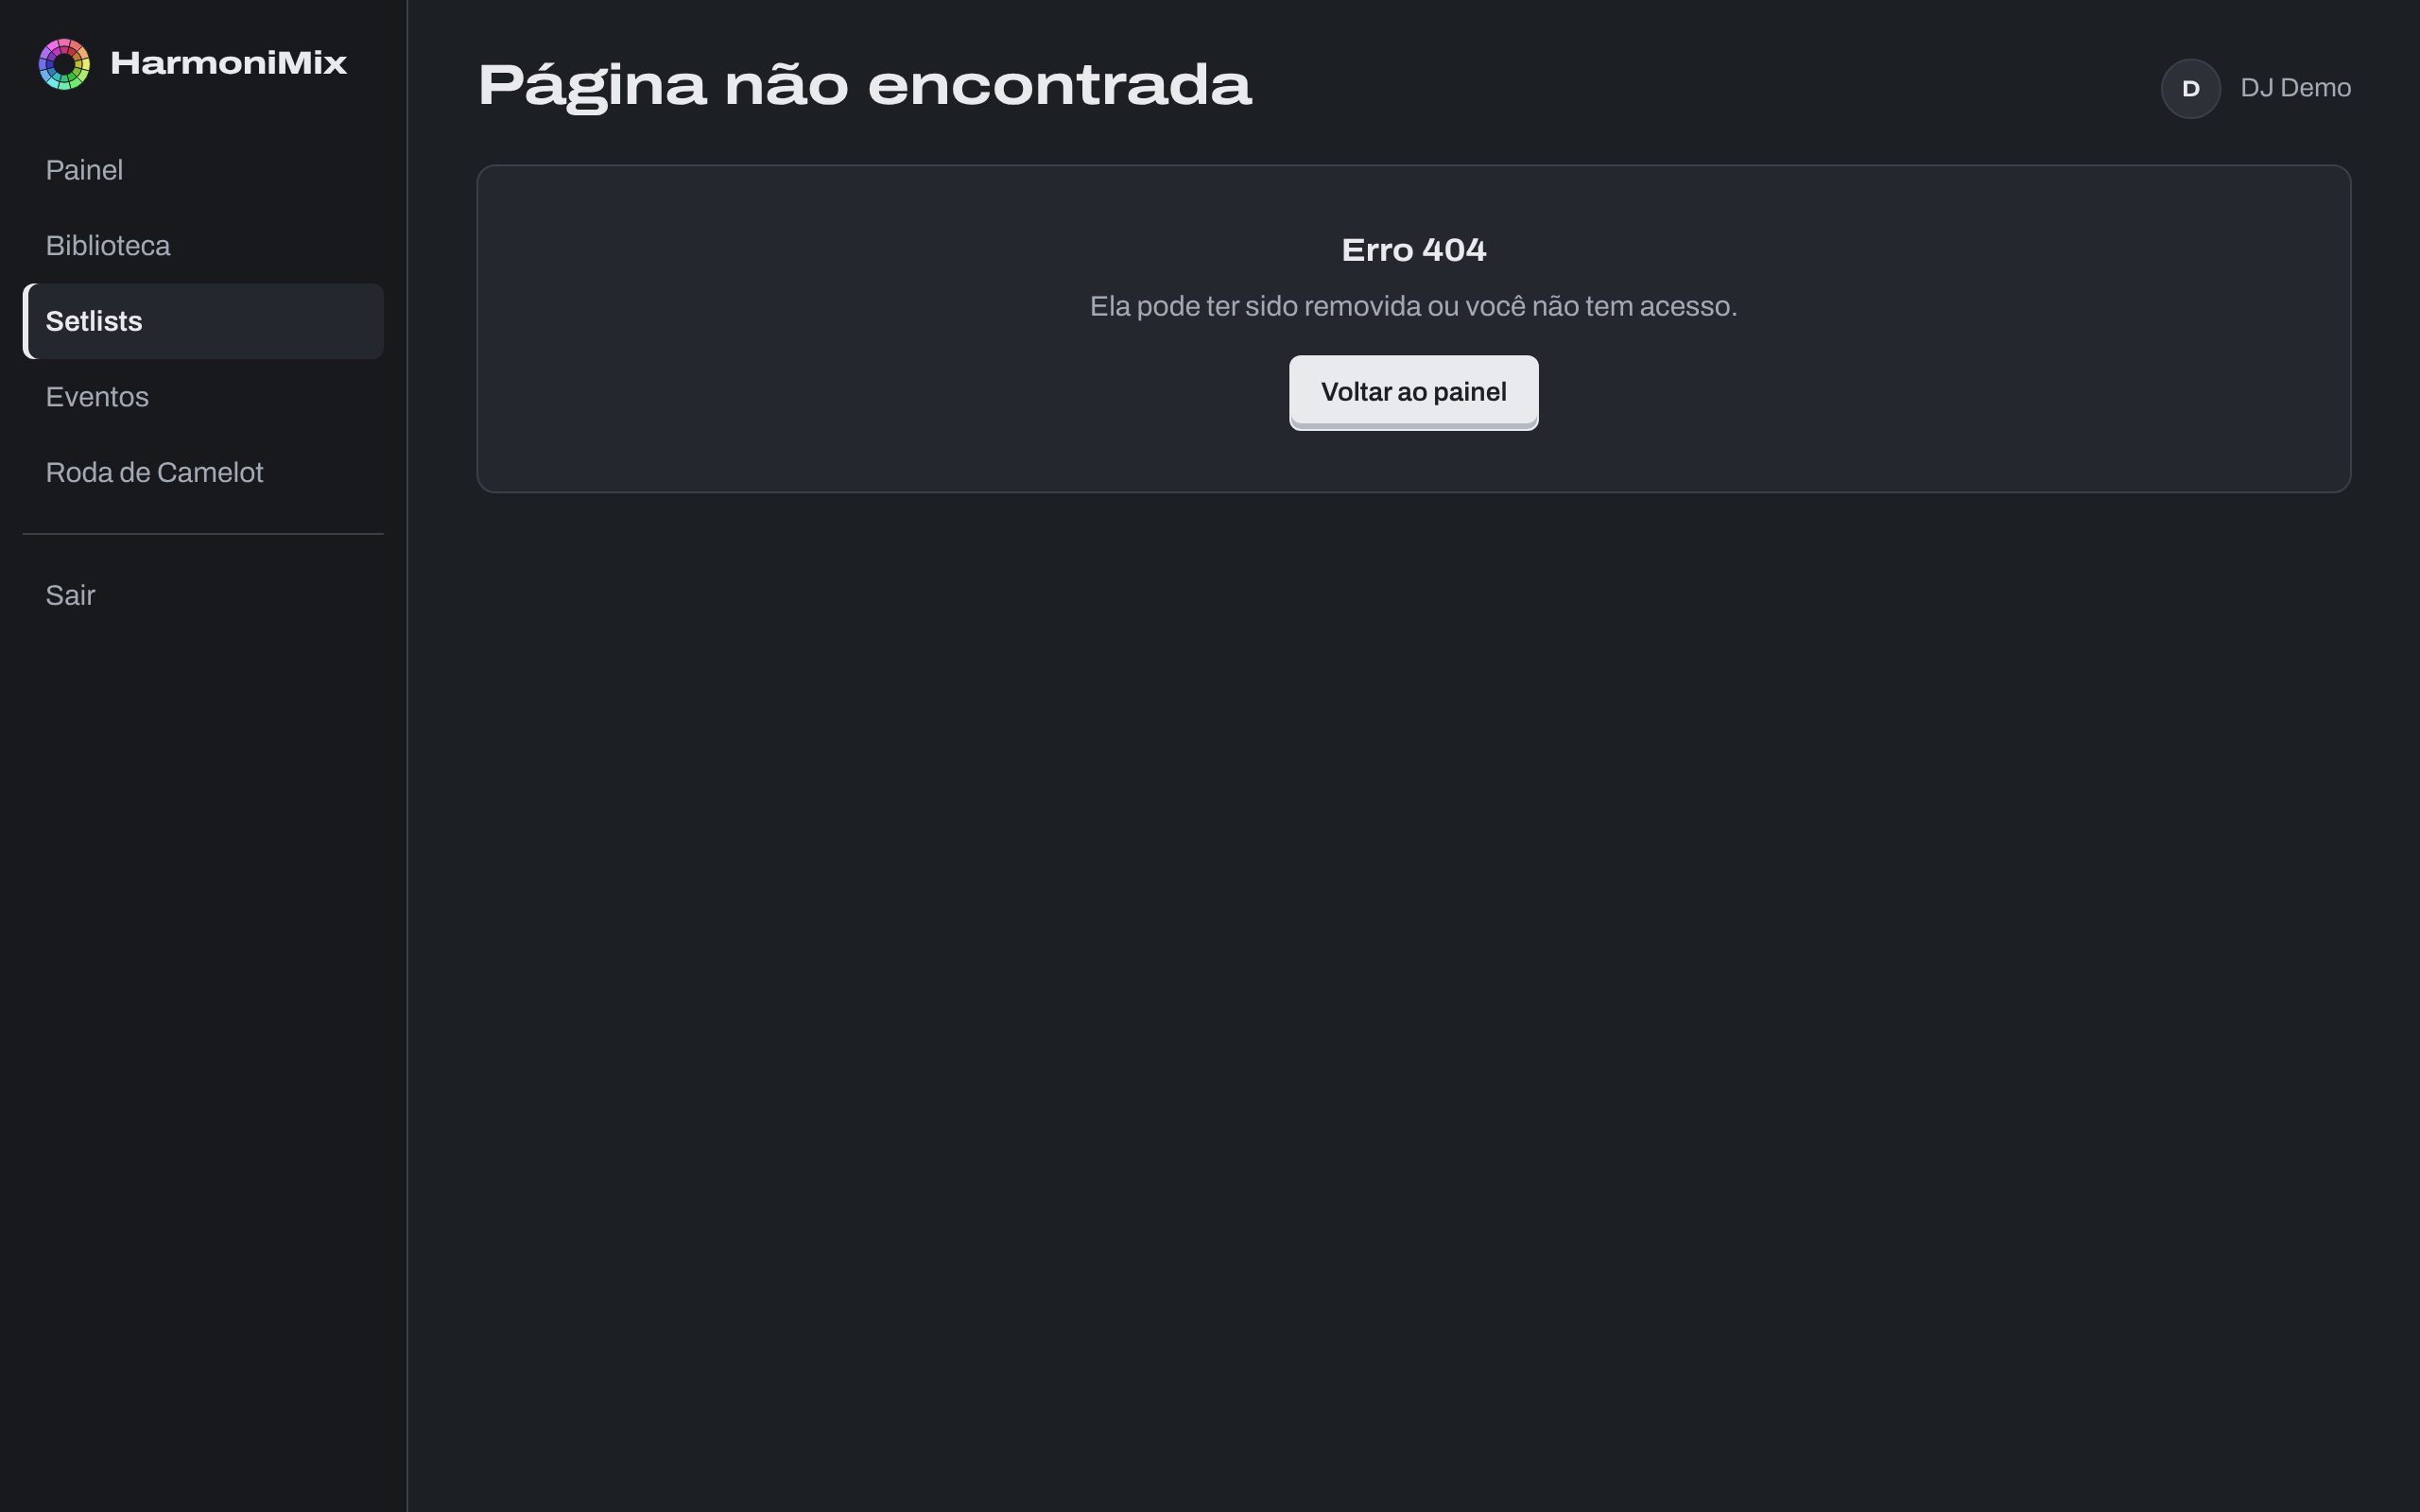 HarmoniMix
Painel
Biblioteca
Setlists
Eventos
Roda de Camelot
Sair
Página não encontrada
D
DJ Demo
Erro 404
Ela pode ter sido removida ou você não tem acesso.
Voltar ao painel